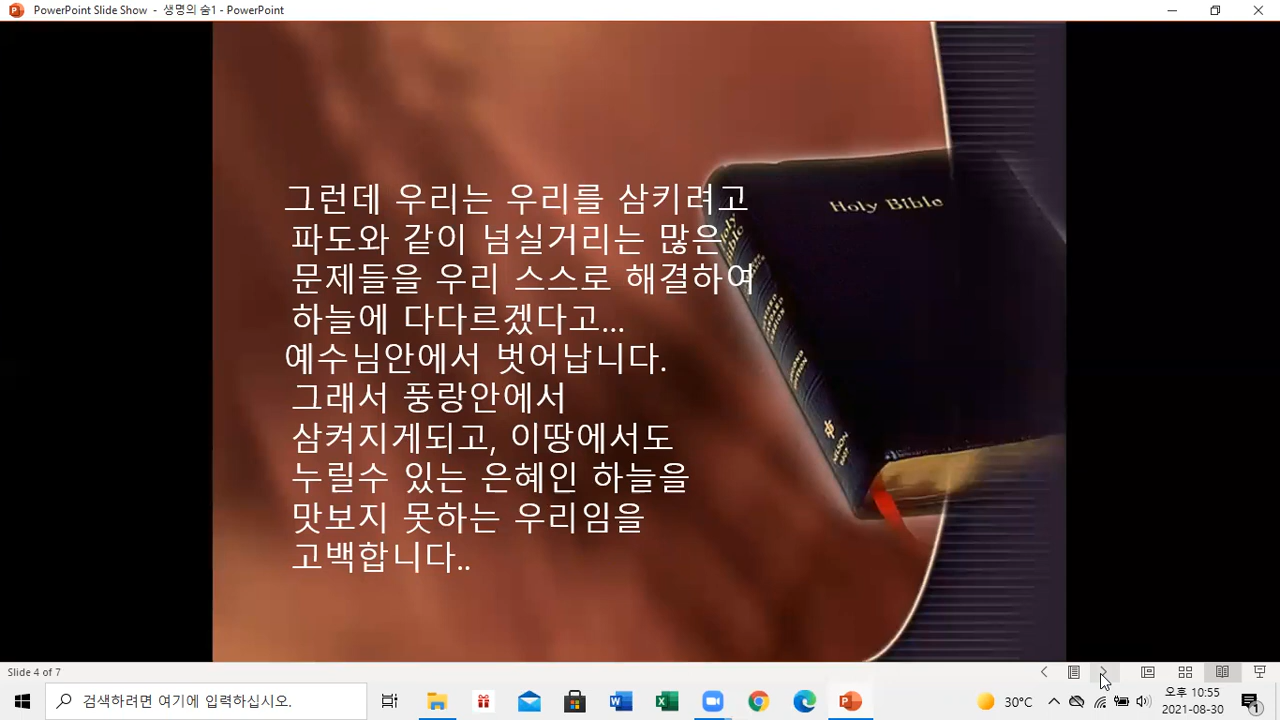 PowerPoint Slide Show - 생명의 숨1 - PowerPoint
그런데 우리는 우리를 삼키려고
파도와 같이 넘실거리는 많은
문제들을 우리 스스로 해결하여
하늘에 다다르겠다고...
예수님안에서 벗어납니다.
그래서 풍랑안에서
삼켜지게되고, 이땅에서도
누릴수 있는 은혜인 하늘을
맛보지 못하는 우리임을
고백합니다..
Holy Bible
Holy
Bible
NELSON
Slide 4 of 7
검색하려면 여기에 입력하십시오.
30°C
오후 10:55
2021-08-30
1